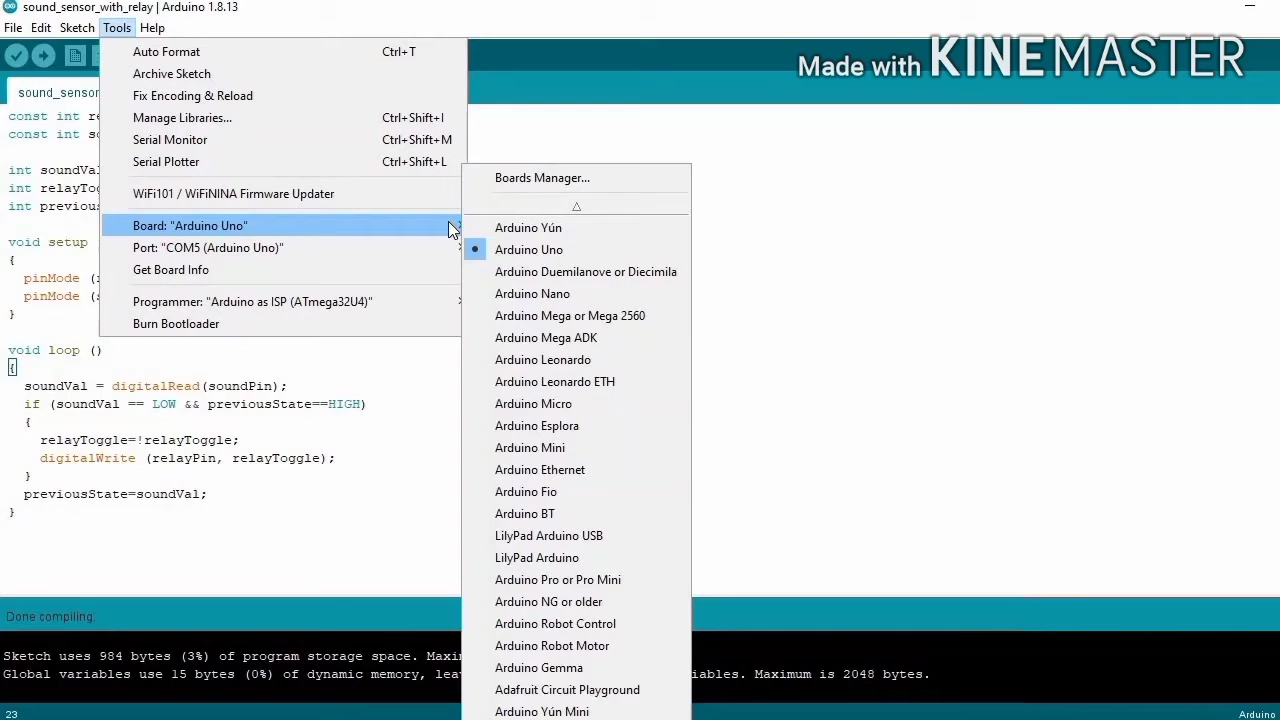 sound_sensor_with_relay | Arduino 1.8.13
File Edit Sketch Tools Help
Made with KINEMASTER
Auto Format Ctrl+T
Archive Sketch
Fix Encoding & Reload
Manage Libraries... Ctrl+Shift+I
Serial Monitor Ctrl+Shift+M
Serial Plotter Ctrl+Shift+L
WiFi101 / WiFiNINA Firmware Updater
Board: "Arduino Uno"
Port: "COM5 (Arduino Uno)"
Get Board Info
Programmer: "Arduino as ISP (ATmega32U4)"
Burn Bootloader
Boards Manager...
Arduino Yún
Arduino Uno
Arduino Duemilanove or Diecimila
Arduino Nano
Arduino Mega or Mega 2560
Arduino Mega ADK
Arduino Leonardo
Arduino Leonardo ETH
Arduino Micro
Arduino Esplora
Arduino Mini
Arduino Ethernet
Arduino Fio
Arduino BT
LilyPad Arduino USB
LilyPad Arduino
Arduino Pro or Pro Mini
Arduino NG or older
Arduino Robot Control
Arduino Robot Motor
Arduino Gemma
Adafruit Circuit Playground
Arduino Yún Mini
sound_sensor
const int re
const int so
int soundVal
int relayTog
int previous
void setup
{
pinMode (
pinMode (
}
void loop ()
{
soundVal = digitalRead(soundPin);
if (soundVal == LOW && previousState==HIGH)
{
relayToggle=!relayToggle;
digitalWrite (relayPin, relayToggle);
}
previousState=soundVal;
}
Done compiling.
Sketch uses 984 bytes (3%) of program storage space. Maxi
Global variables use 15 bytes (0%) of dynamic memory, lea iables. Maximum is 2048 bytes.
23 Arduino